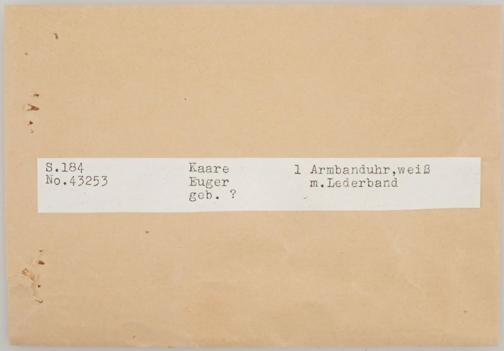 S.184 Kaare 1 Armbanduhr,weiß
No.43253 Euger m.Lederband
geb. ?